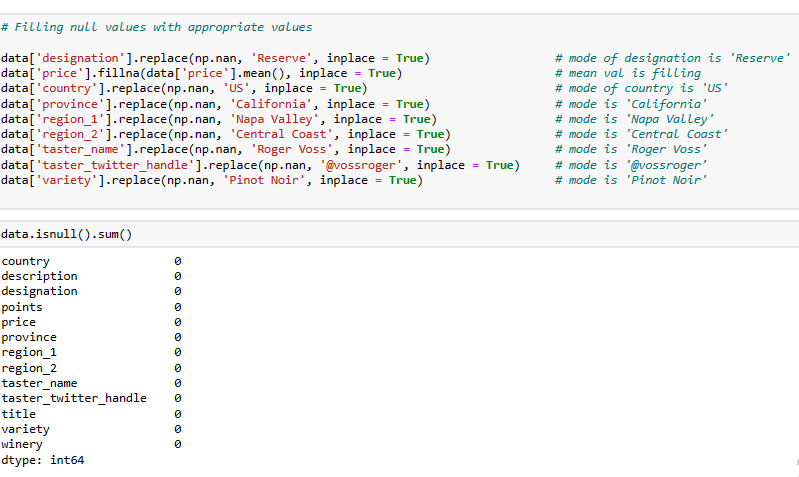 # Filling null values with appropriate values
data['designation'].replace(np.nan, 'Reserve', inplace = True) # mode of designation is 'Reserve'
data['price'].fillna(data['price'].mean(), inplace = True) # mean val is filling
data['country'].replace(np.nan, 'US', inplace = True) # mode of country is 'US'
data['province'].replace(np.nan, 'California', inplace = True) # mode is 'California'
data['region_1'].replace(np.nan, 'Napa Valley', inplace = True) # mode is 'Napa Valley'
data['region_2'].replace(np.nan, 'Central Coast', inplace = True) # mode is 'Central Coast'
data['taster_name'].replace(np.nan, 'Roger Voss', inplace = True) # mode is 'Roger Voss'
data['taster_twitter_handle'].replace(np.nan, '@vossroger', inplace = True) # mode is '@vossroger'
data['variety'].replace(np.nan, 'Pinot Noir', inplace = True) # mode is 'Pinot Noir'
data.isnull().sum()
country 0
description 0
designation 0
points 0
price 0
province 0
region_1 0
region_2 0
taster_name 0
taster_twitter_handle 0
title 0
variety 0
winery 0
dtype: int64